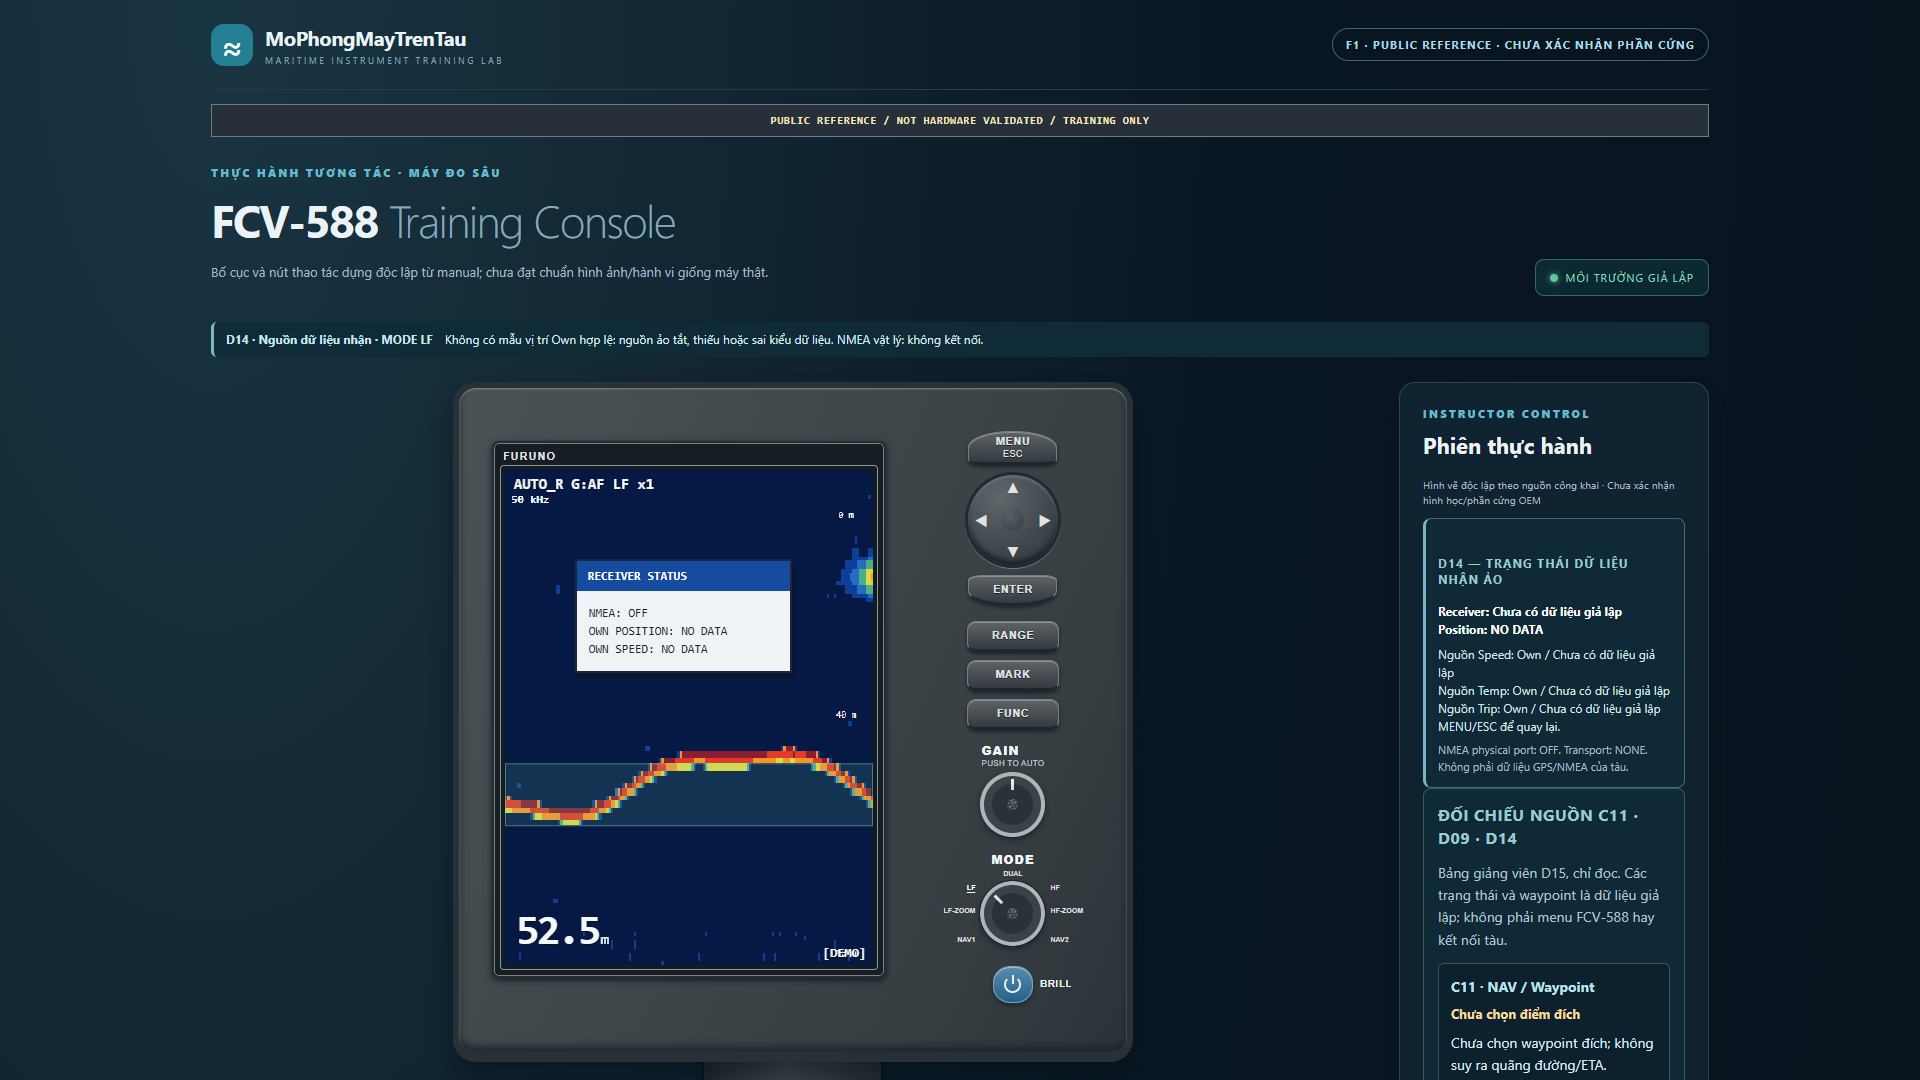 MoPhongMayTrenTau
MARITIME INSTRUMENT TRAINING LAB
F1 · PUBLIC REFERENCE · CHƯA XÁC NHẬN PHẦN CỨNG
PUBLIC REFERENCE / NOT HARDWARE VALIDATED / TRAINING ONLY
THỰC HÀNH TƯƠNG TÁC · MÁY ĐO SÂU
FCV-588 Training Console
Bố cục và nút thao tác dựng độc lập từ manual; chưa đạt chuẩn hình ảnh/hành vi giống máy thật.
MÔI TRƯỜNG GIẢ LẬP
D14 · Nguồn dữ liệu nhận · MODE LF Không có mẫu vị trí Own hợp lệ: nguồn ảo tắt, thiếu hoặc sai kiểu dữ liệu. NMEA vật lý: không kết nối.
FURUNO
AUTO_R G:AF LF x1
50 kHz
0 m
RECEIVER STATUS
NMEA: OFF
OWN POSITION: NO DATA
OWN SPEED: NO DATA
40 m
52.5m
[DEMO]
MENU
ESC
ENTER
RANGE
MARK
FUNC
GAIN
PUSH TO AUTO
MODE
DUAL
LF
HF
LF-ZOOM
HF-ZOOM
NAV1
NAV2
BRILL
INSTRUCTOR CONTROL
Phiên thực hành
Hình vẽ độc lập theo nguồn công khai · Chưa xác nhận
hình học/phần cứng OEM
D14 — TRẠNG THÁI DỮ LIỆU
NHẬN ẢO
Receiver: Chưa có dữ liệu giả lập
Position: NO DATA
Nguồn Speed: Own / Chưa có dữ liệu giả
lập
Nguồn Temp: Own / Chưa có dữ liệu giả lập
Nguồn Trip: Own / Chưa có dữ liệu giả lập
MENU/ESC để quay lại.
NMEA physical port: OFF. Transport: NONE.
Không phải dữ liệu GPS/NMEA của tàu.
ĐỐI CHIẾU NGUỒN C11 ·
D09 · D14
Bảng giảng viên D15, chỉ đọc. Các
trạng thái và waypoint là dữ liệu giả
lập; không phải menu FCV-588 hay
kết nối tàu.
C11 · NAV / Waypoint
Chưa chọn điểm đích
Chưa chọn waypoint đích; không
suy ra quãng đường/ETA.